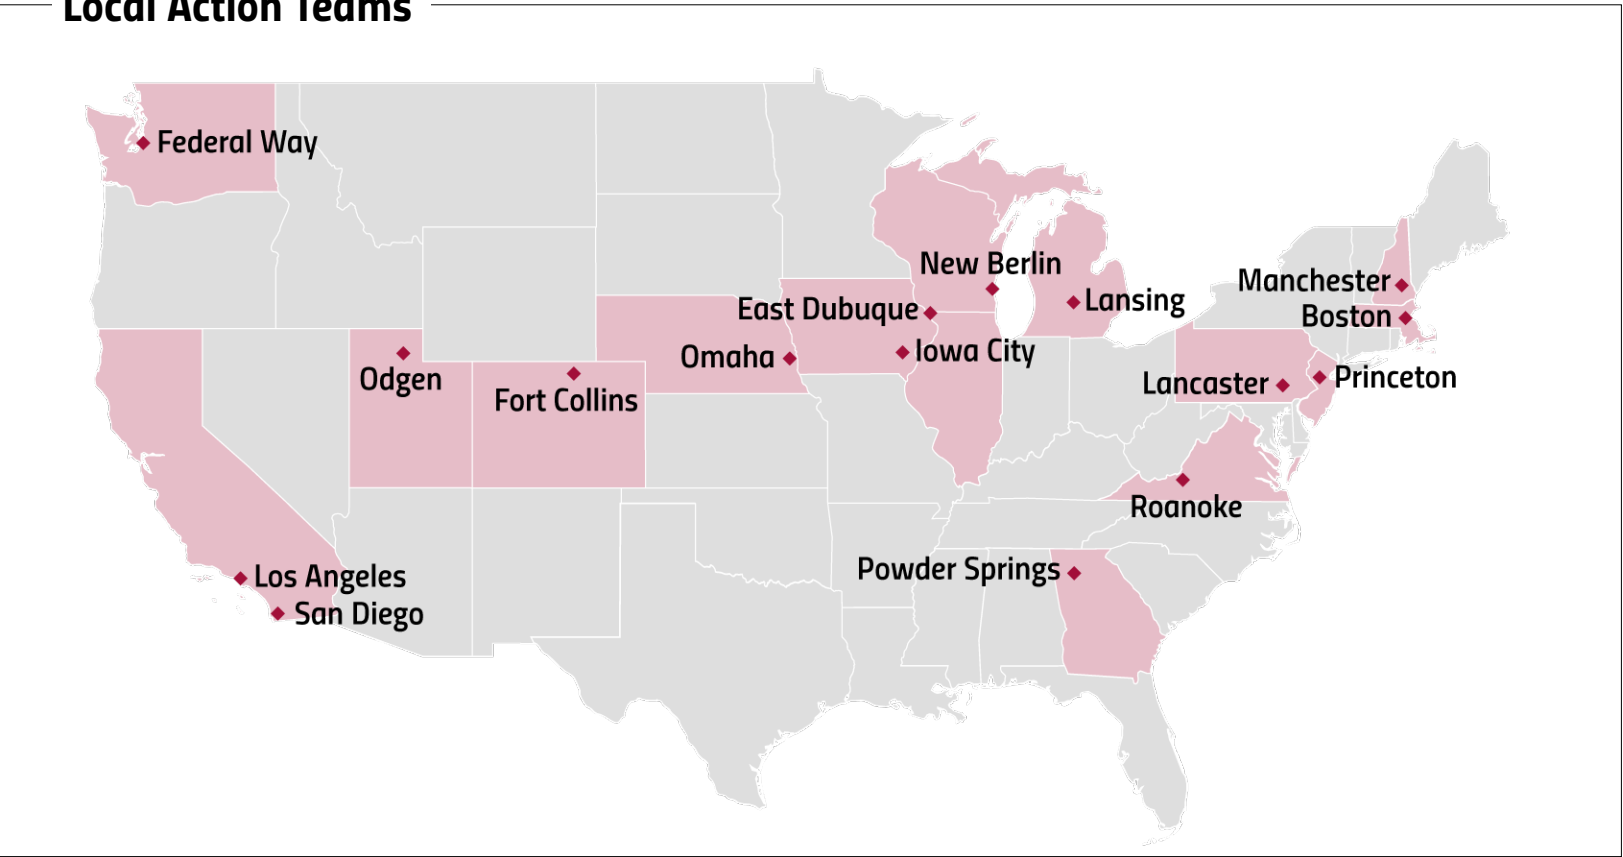 Local Action Teams
Federal Way
New Berlin
Manchester
Lansing
East Dubuque
Boston
Omaha
Iowa City
Odgen
Lancaster
Princeton
Fort Collins
Roanoke
Powder Springs
Los Angeles
San Diego